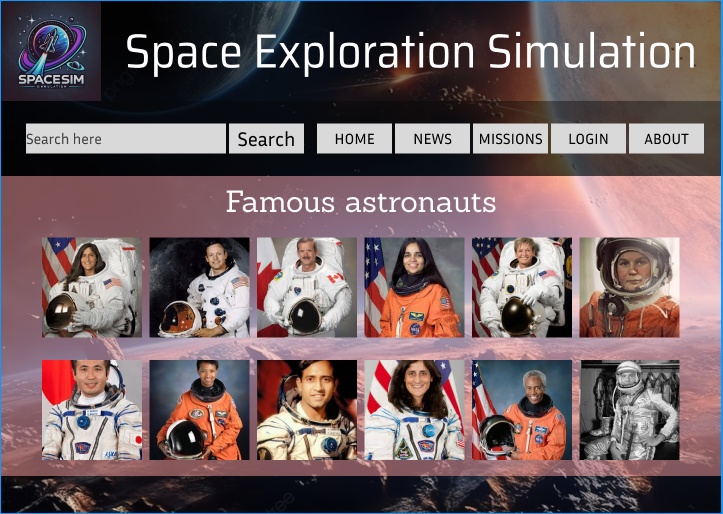 SPACESIM
SIMULATION
Space Exploration Simulation
Search here
Search
HOME
NEWS
MISSIONS
LOGIN
ABOUT
Famous astronauts